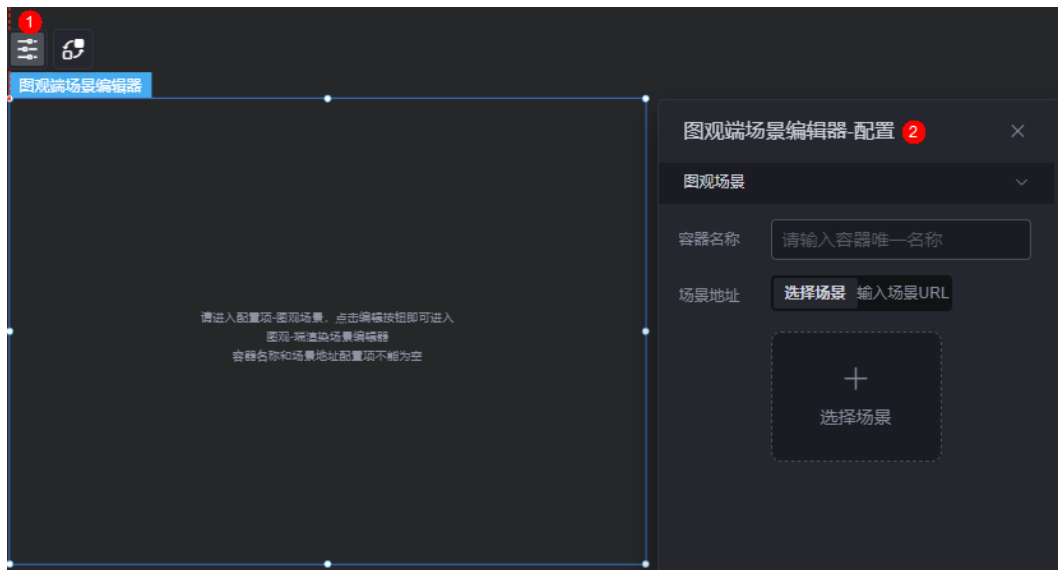 1
图观端场景编辑器
请进入配置项-图观场景，点击编辑按钮即可进入
图观-端渲染场景编辑器
容器名称和场景地址配置项不能为空
图观端场景编辑器-配置 2
图观场景
容器名称 请输入容器唯一名称
场景地址 选择场景 输入场景URL
选择场景